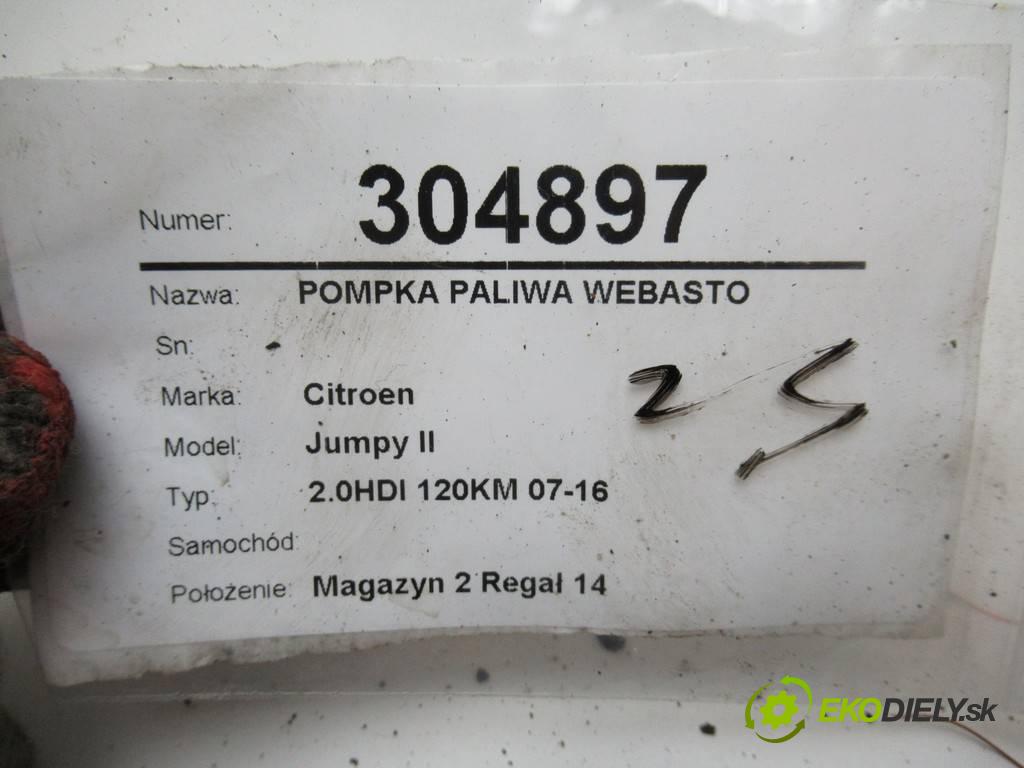 Numer: 304897
Nazwa: POMPKA PALIWA WEBASTO
Sn:
Marka: Citroen
Model: Jumpy II
Typ: 2.0HDI 120KM 07-16
Samochód:
Położenie: Magazyn 2 Regał 14
25
EKODIELY.sk